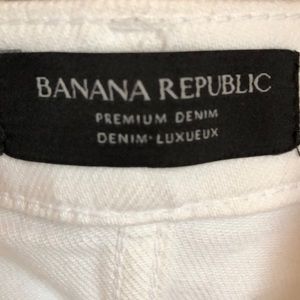 BANANA REPUBLIC
PREMIUM DENIM
DENIM·LUXUEUX